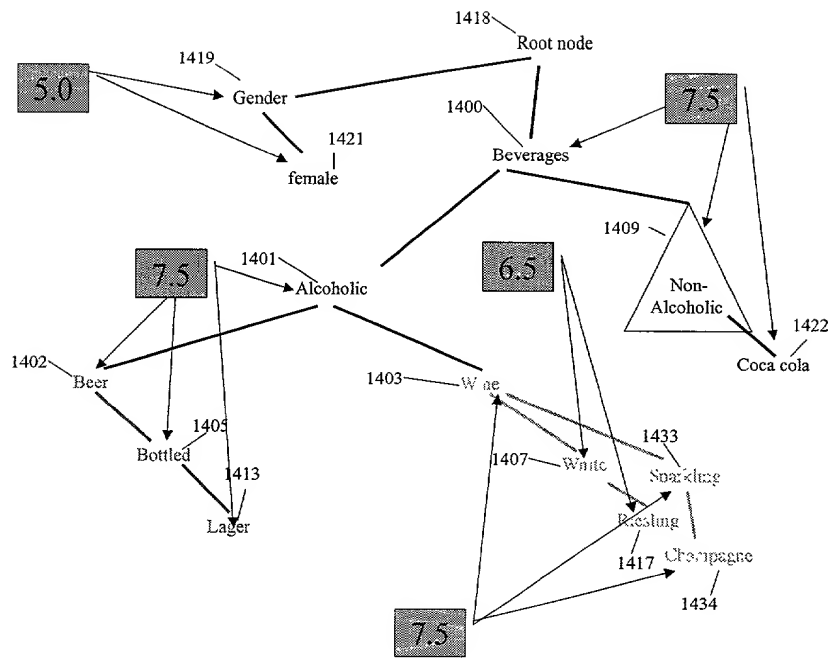 1418
Root node
1419
5.0
Gender
7.5
1400
1421
Beverages
female
1409
1401
7.5
6.5
Alcoholic
Non-
Alcoholic
1422
Coca cola
1402
Beer
1403
Wine
1405
Bottled
1433
1407
White
Sparkling
1413
Lager
Riesling
1417
Champagne
1434
7.5